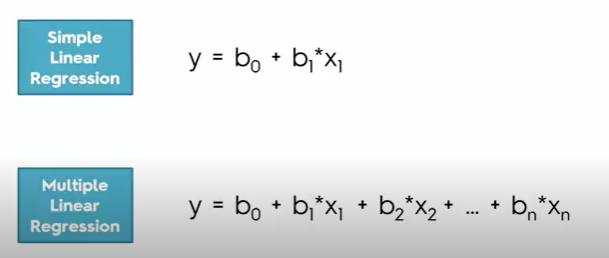 Simple
Linear
Regression
y = b₀ + b₁*x₁
Multiple
Linear
Regression
y = b₀ + b₁*x₁ + b₂*x₂ + ... + bₙ*xₙ